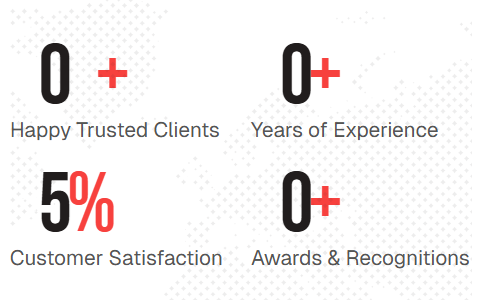 0 + 0+
Happy Trusted Clients Years of Experience
5% 0+
Customer Satisfaction Awards & Recognitions